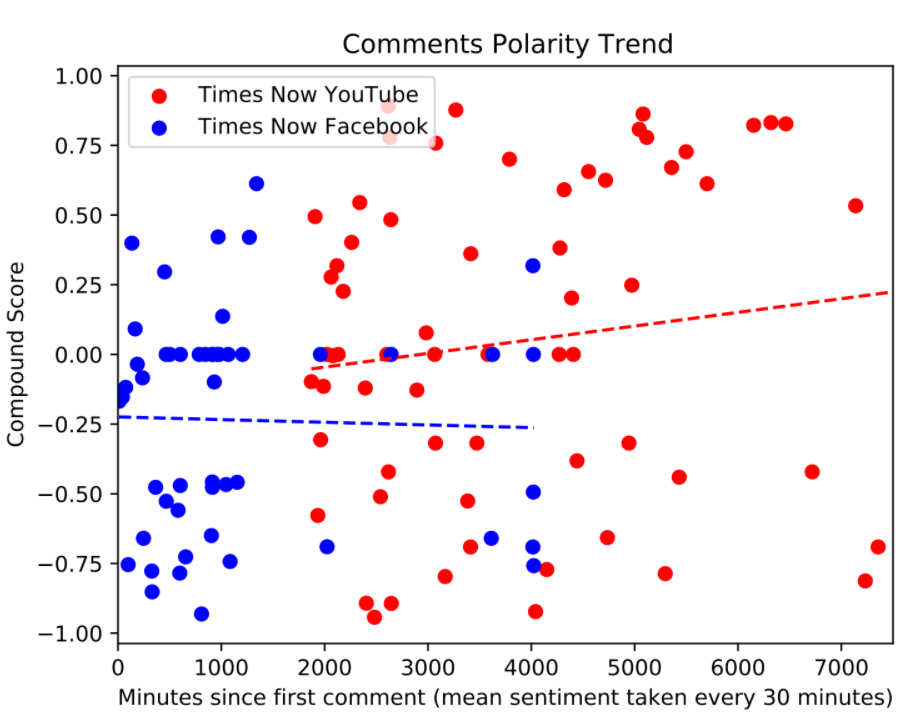 Comments Polarity Trend
Times Now YouTube
Times Now Facebook
Compound Score
1.00
0.75
0.50
0.25
0.00
−0.25
−0.50
−0.75
−1.00
0 1000 2000 3000 4000 5000 6000 7000
Minutes since first comment (mean sentiment taken every 30 minutes)